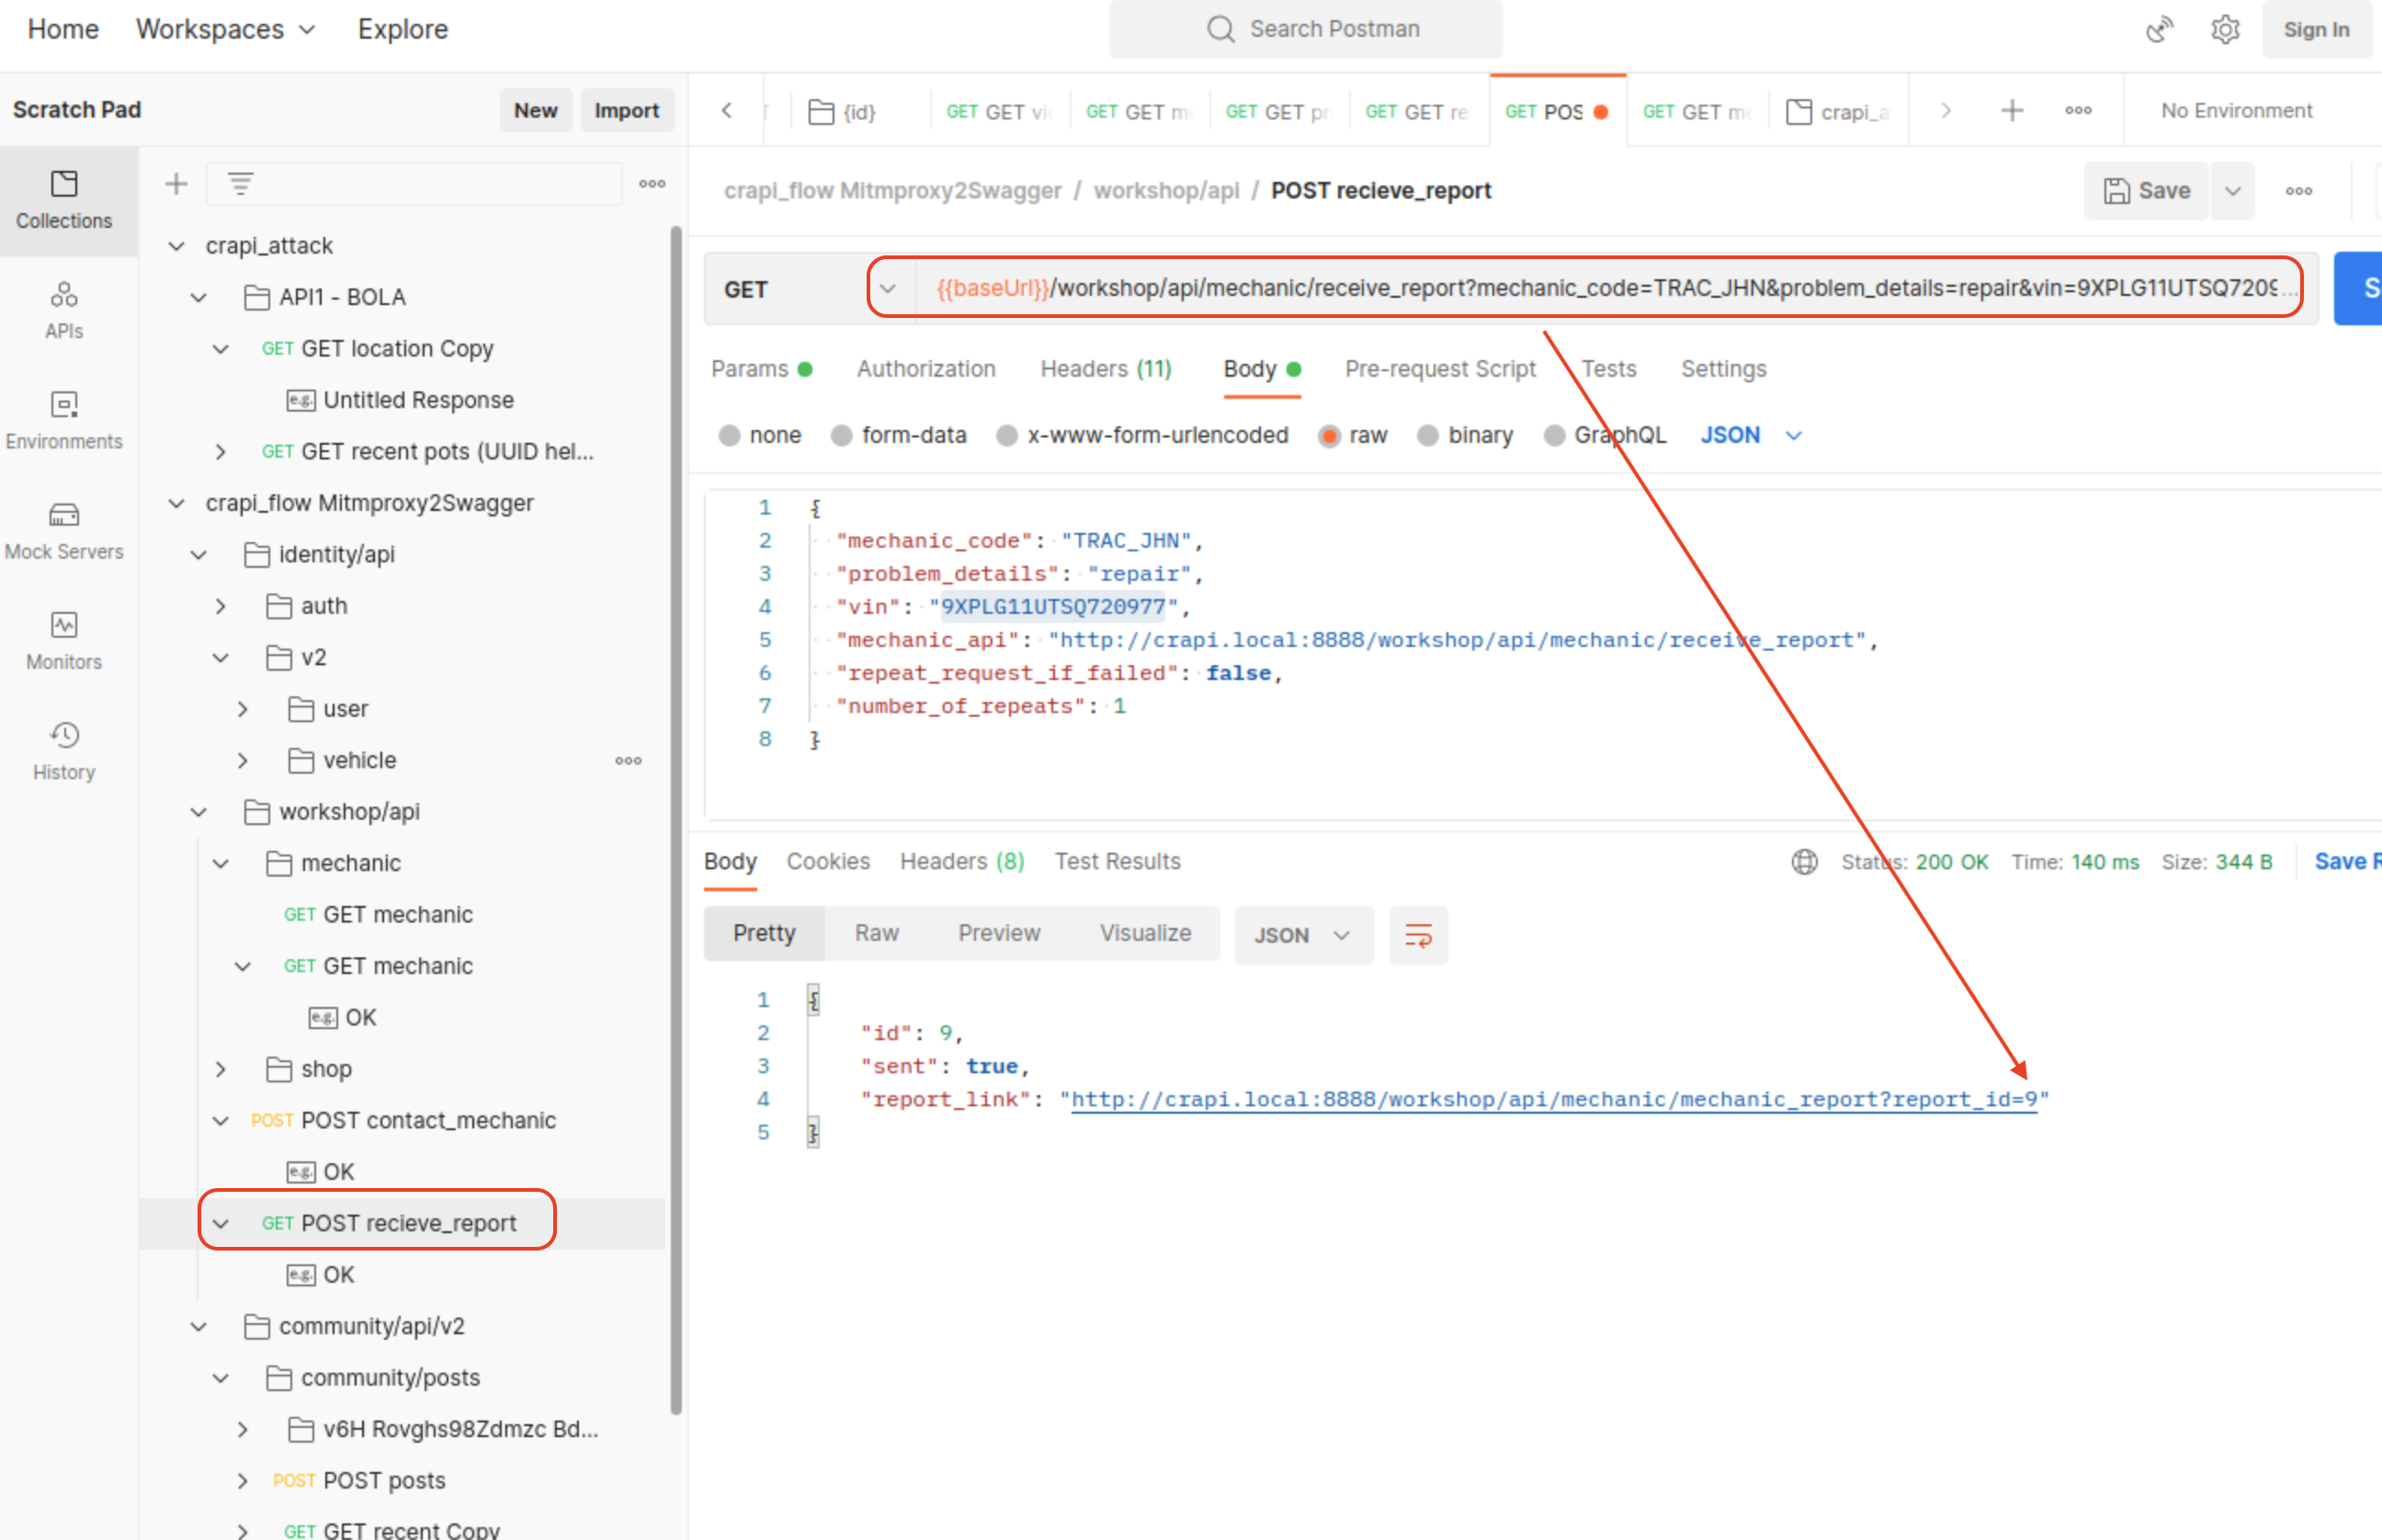 Home Workspaces Explore Search Postman Sign In
Scratch Pad New Import
{id} GET GET vi GET GET m GET GET pr GET GET re GET POS GET GET m crapi_a No Environment
Collections
APIs
Environments
Mock Servers
Monitors
History
crapi_attack
API1 - BOLA
GET GET location Copy
e.g. Untitled Response
GET GET recent pots (UUID hel...
crapi_flow Mitmproxy2Swagger
identity/api
auth
v2
user
vehicle
workshop/api
mechanic
GET GET mechanic
GET GET mechanic
e.g. OK
shop
POST POST contact_mechanic
e.g. OK
GET POST recieve_report
e.g. OK
community/api/v2
community/posts
v6H Rovghs98Zdmzc Bd...
POST POST posts
GET GET recent Copy
crapi_flow Mitmproxy2Swagger / workshop/api / POST recieve_report Save
GET {{baseUrl}}/workshop/api/mechanic/receive_report?mechanic_code=TRAC_JHN&problem_details=repair&vin=9XPLG11UTSQ7209...
Params Authorization Headers (11) Body Pre-request Script Tests Settings
none form-data x-www-form-urlencoded raw binary GraphQL JSON
1 {
2 "mechanic_code": "TRAC_JHN",
3 "problem_details": "repair",
4 "vin": "9XPLG11UTSQ720977",
5 "mechanic_api": "http://crapi.local:8888/workshop/api/mechanic/receive_report",
6 "repeat_request_if_failed": false,
7 "number_of_repeats": 1
8 }
Body Cookies Headers (8) Test Results Status: 200 OK Time: 140 ms Size: 344 B Save R
Pretty Raw Preview Visualize JSON
1 {
2 "id": 9,
3 "sent": true,
4 "report_link": "http://crapi.local:8888/workshop/api/mechanic/mechanic_report?report_id=9"
5 }